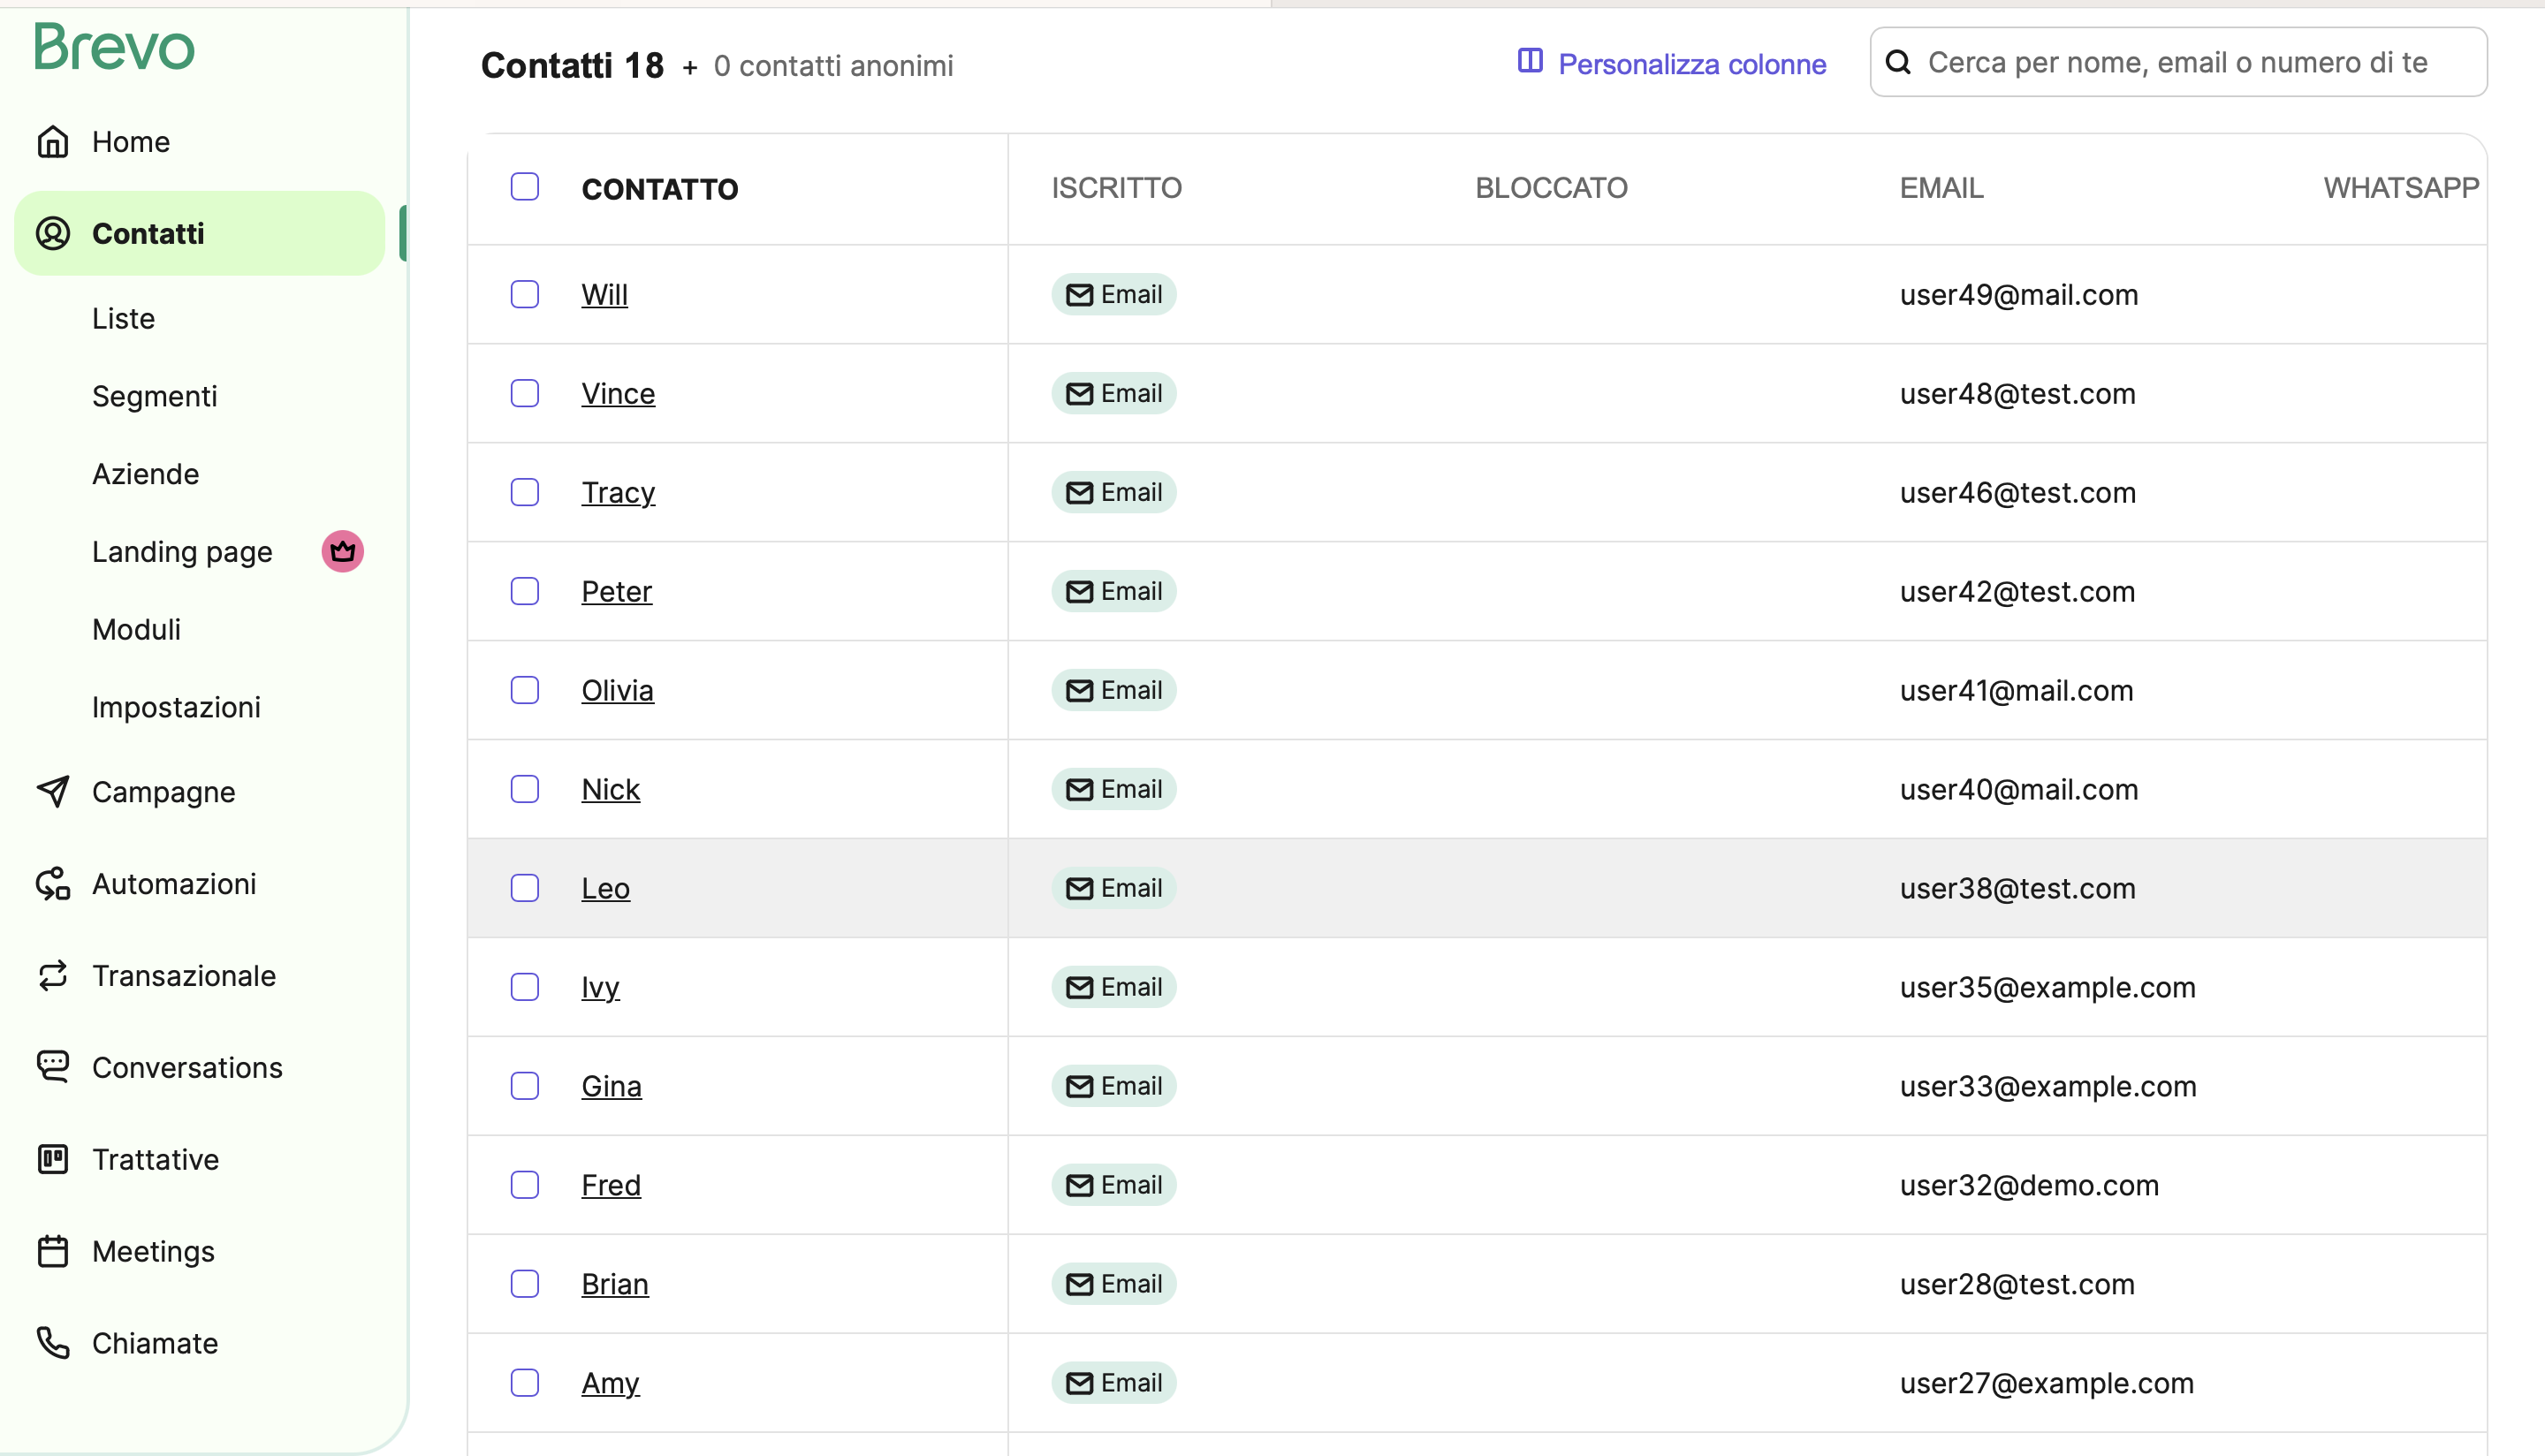 Brevo
Home
Contatti
Liste
Segmenti
Aziende
Landing page
Moduli
Impostazioni
Campagne
Automazioni
Transazionale
Conversations
Trattative
Meetings
Chiamate
Contatti 18 + 0 contatti anonimi
Personalizza colonne
Cerca per nome, email o numero di te
CONTATTO ISCRITTO BLOCCATO EMAIL WHATSAPP
Will Email user49@mail.com
Vince Email user48@test.com
Tracy Email user46@test.com
Peter Email user42@test.com
Olivia Email user41@mail.com
Nick Email user40@mail.com
Leo Email user38@test.com
Ivy Email user35@example.com
Gina Email user33@example.com
Fred Email user32@demo.com
Brian Email user28@test.com
Amy Email user27@example.com